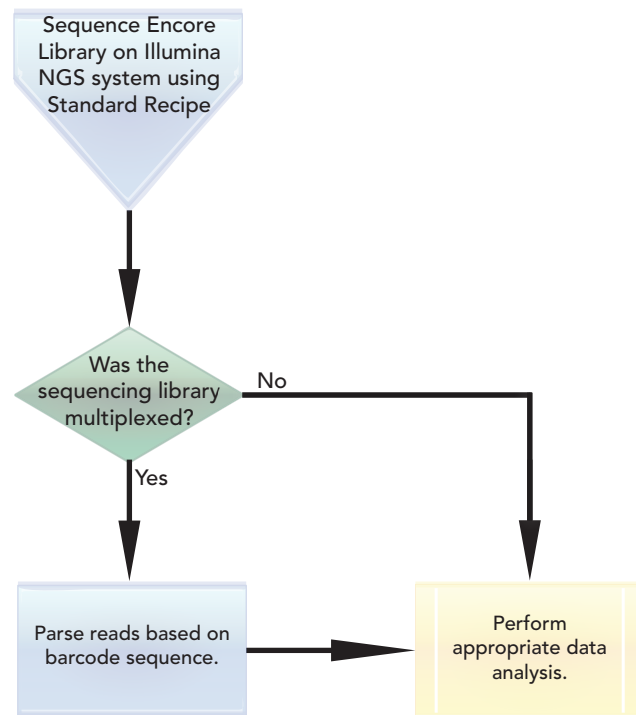 Sequence Encore
Library on Illumina
NGS system using
Standard Recipe
Was the
sequencing library
multiplexed?
No
Yes
Parse reads based on
barcode sequence.
Perform
appropriate data
analysis.